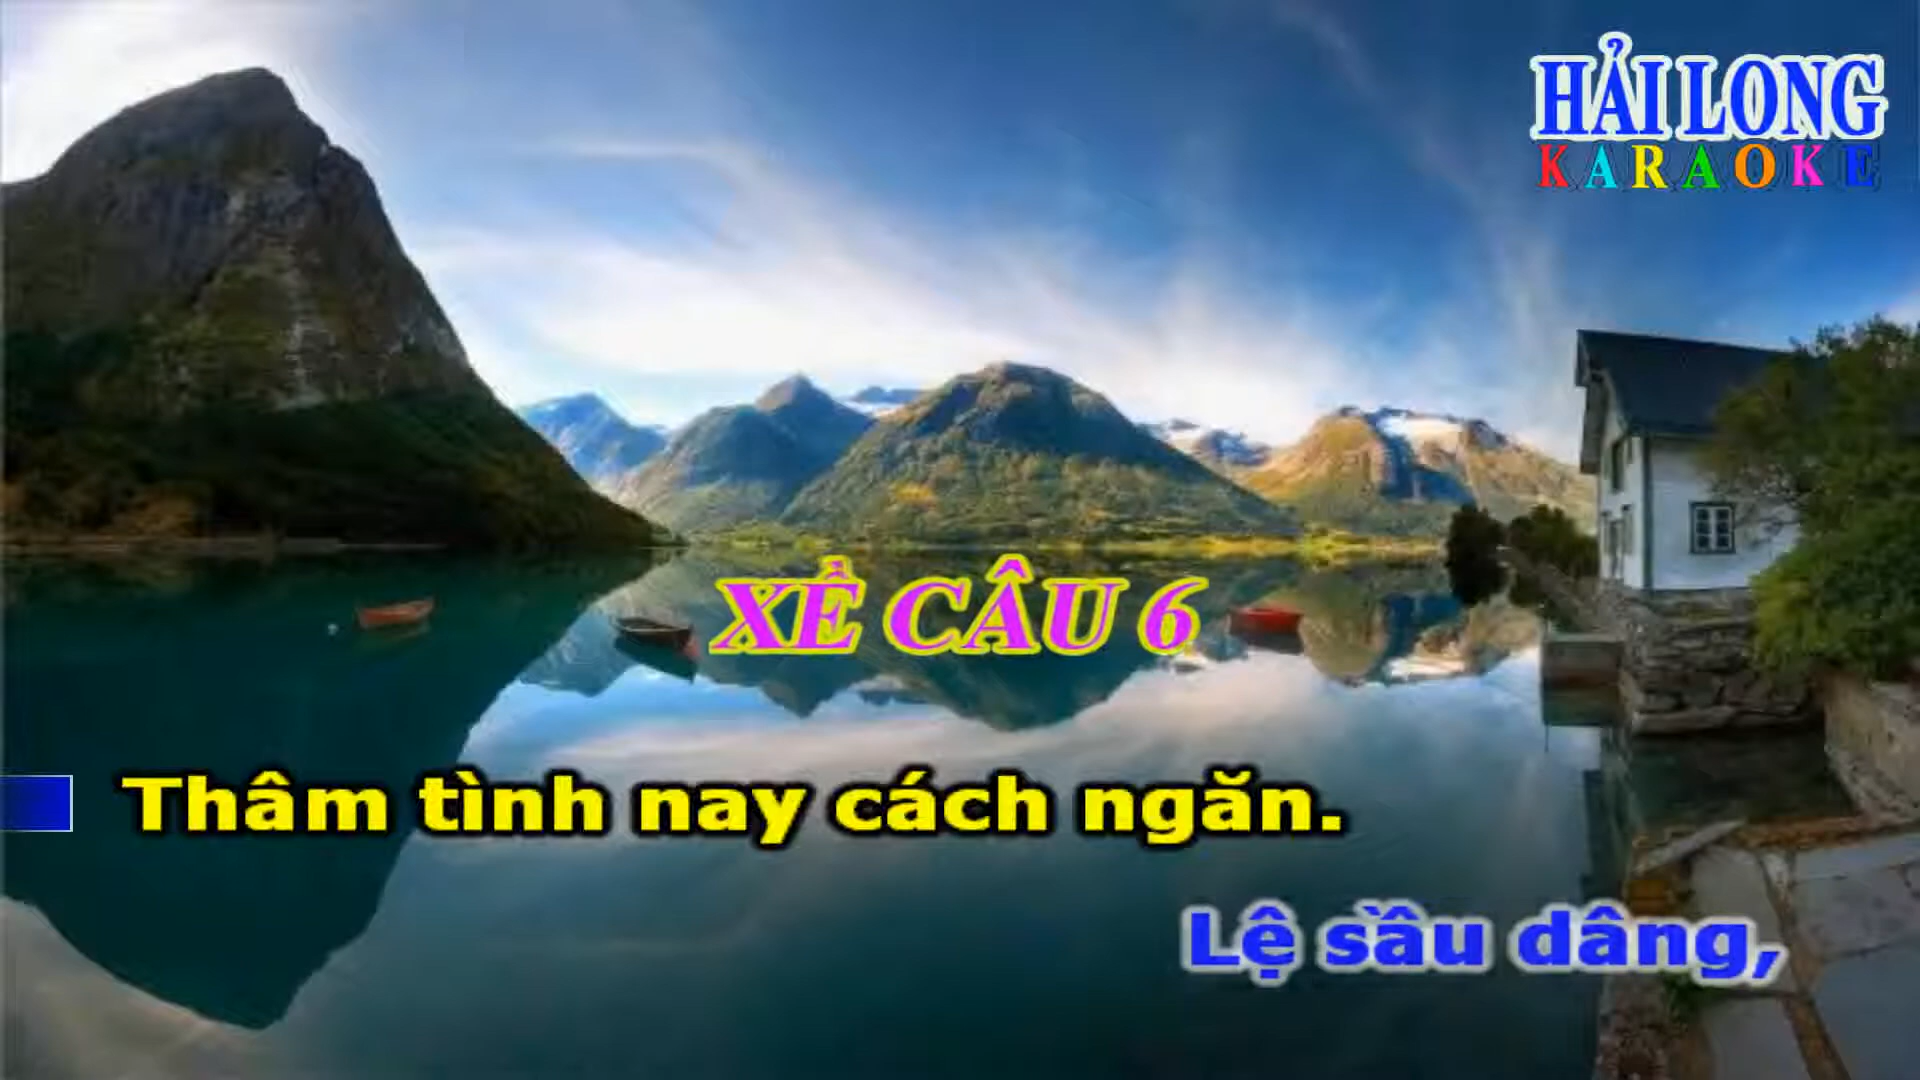 HẢI LONG
KARAOKE
XỀ CÂU 6
Thâm tình nay cách ngăn.
Lệ sầu dâng,